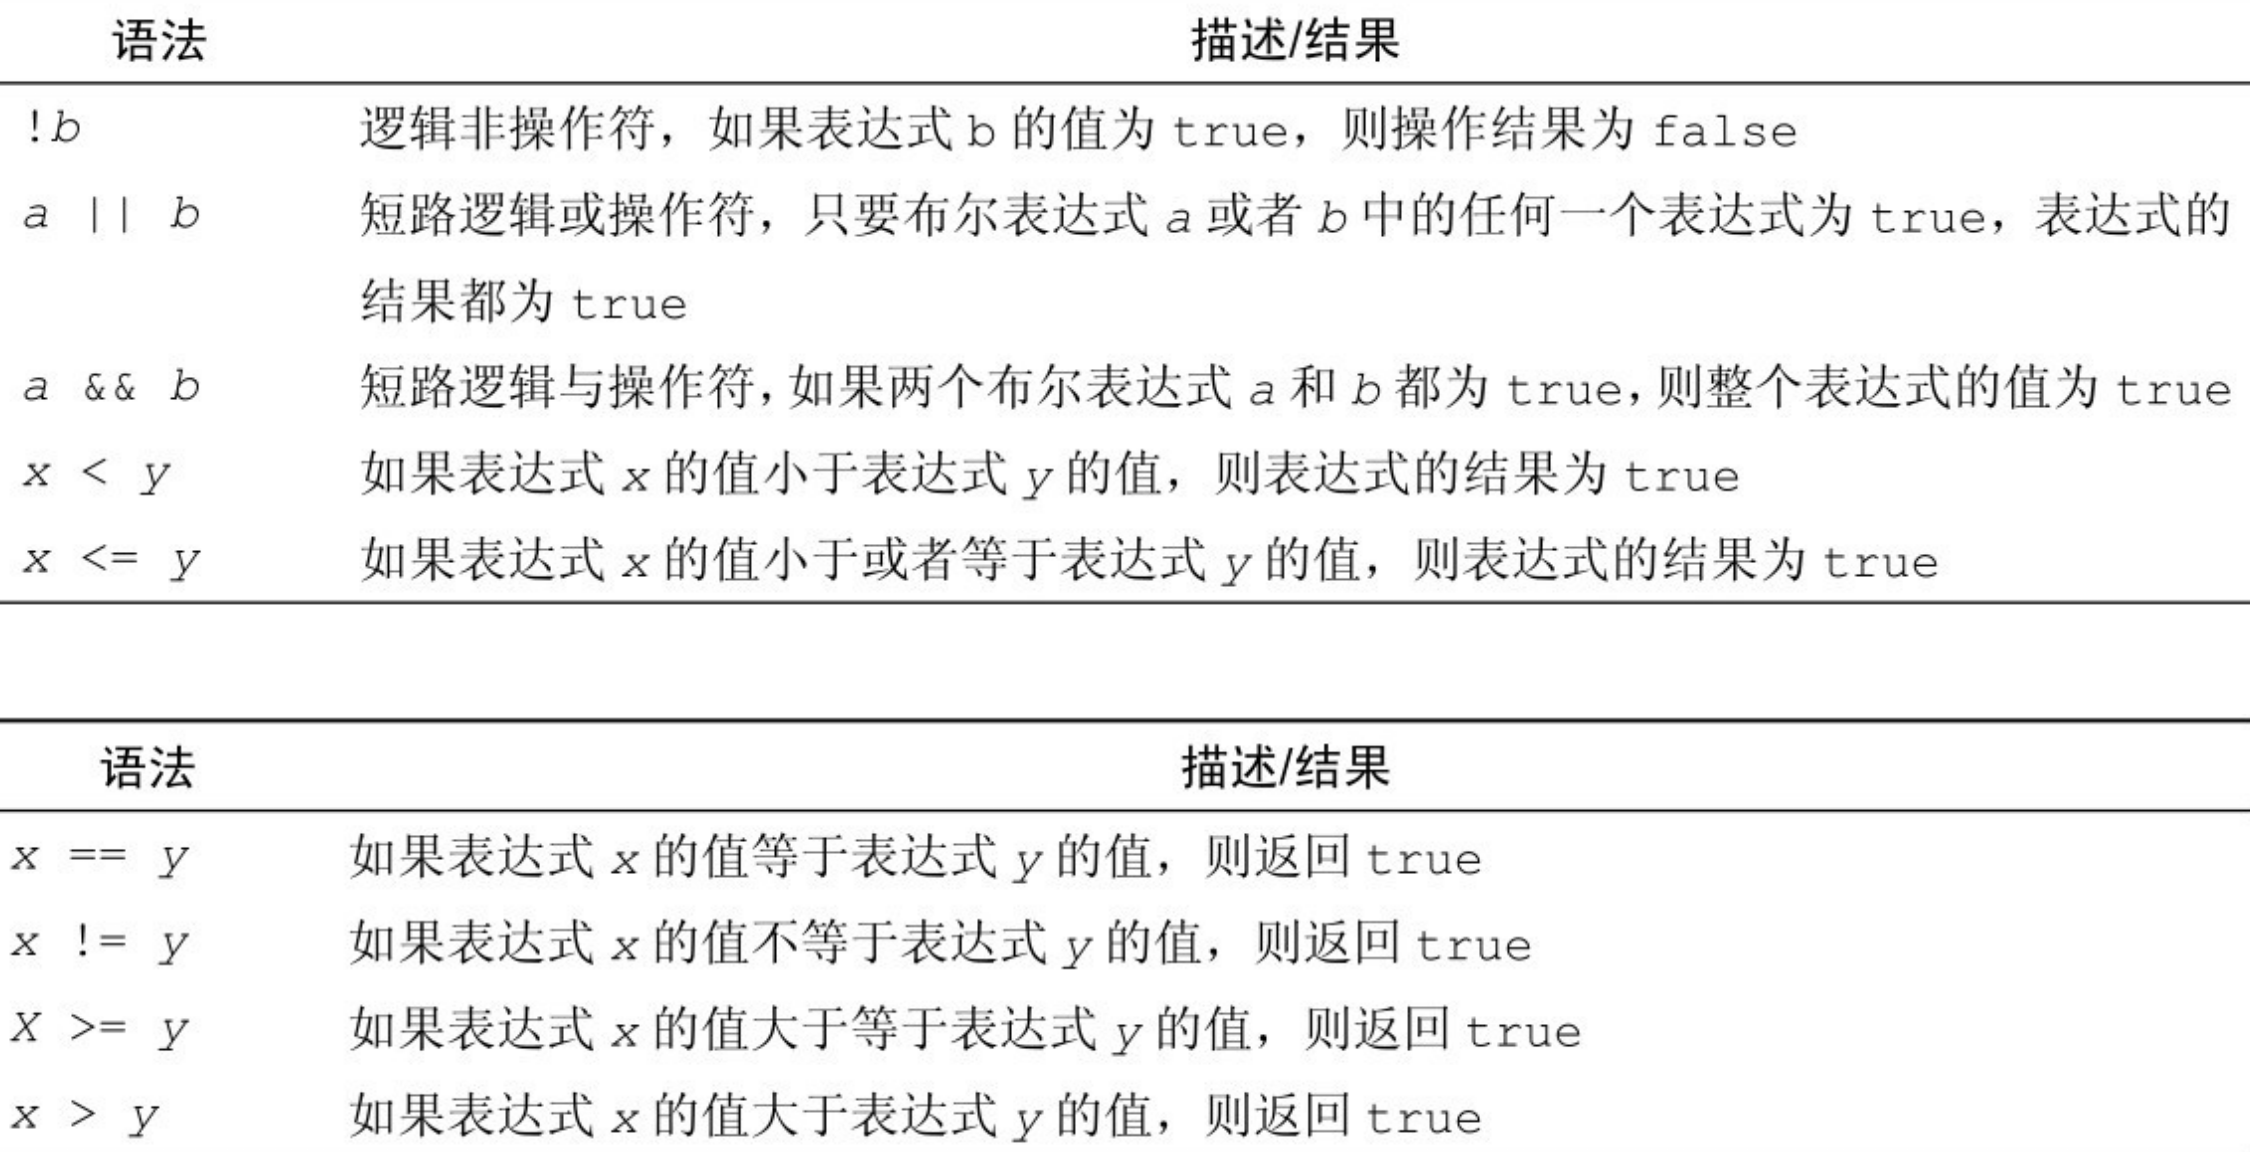 语法 描述/结果
!b 逻辑非操作符，如果表达式 b 的值为 true，则操作结果为 false
a || b 短路逻辑或操作符，只要布尔表达式 a 或者 b 中的任何一个表达式为 true，表达式的
结果都为 true
a && b 短路逻辑与操作符，如果两个布尔表达式 a 和 b 都为 true，则整个表达式的值为 true
x < y 如果表达式 x 的值小于表达式 y 的值，则表达式的结果为 true
x <= y 如果表达式 x 的值小于或者等于表达式 y 的值，则表达式的结果为 true
语法 描述/结果
x == y 如果表达式 x 的值等于表达式 y 的值，则返回 true
x != y 如果表达式 x 的值不等于表达式 y 的值，则返回 true
X >= y 如果表达式 x 的值大于等于表达式 y 的值，则返回 true
x > y 如果表达式 x 的值大于表达式 y 的值，则返回 true